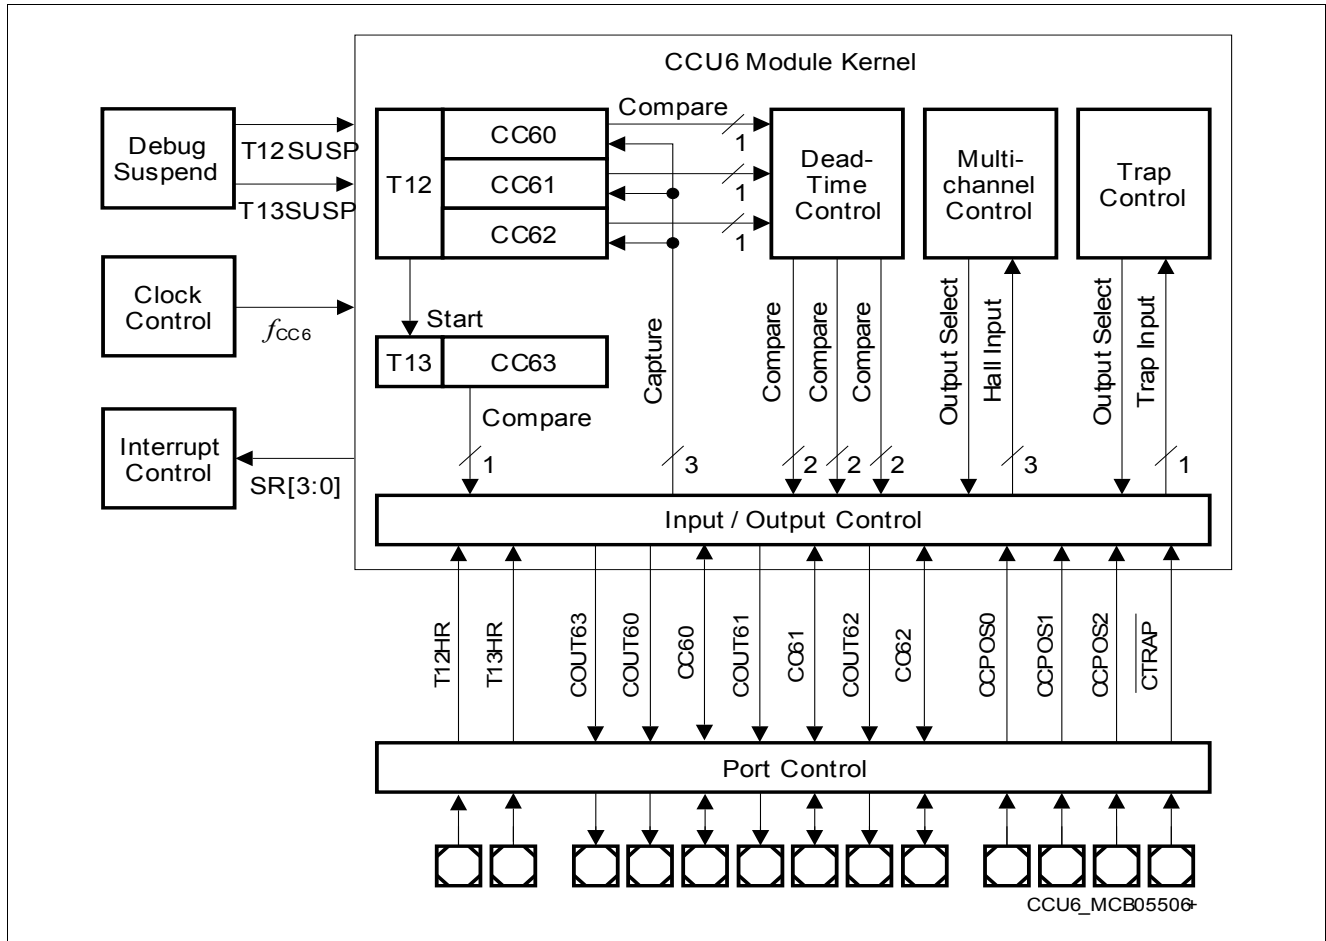 CCU6 Module Kernel
Debug
Suspend
T12SUSP
T13SUSP
Clock
Control
fCC6
Interrupt
Control
SR[3:0]
T12
CC60
CC61
CC62
Compare
1
1
1
Dead-
Time
Control
Multi-
channel
Control
Trap
Control
Start
T13
CC63
Compare
1
Capture
3
Compare
2
Compare
2
Compare
2
Output Select
Hall Input
3
Output Select
Trap Input
1
Input / Output Control
T12HR
T13HR
COUT63
COUT60
CC60
COUT61
CC61
COUT62
CC62
CCPOS0
CCPOS1
CCPOS2
CTRAP
Port Control
CCU6_MCB05506+